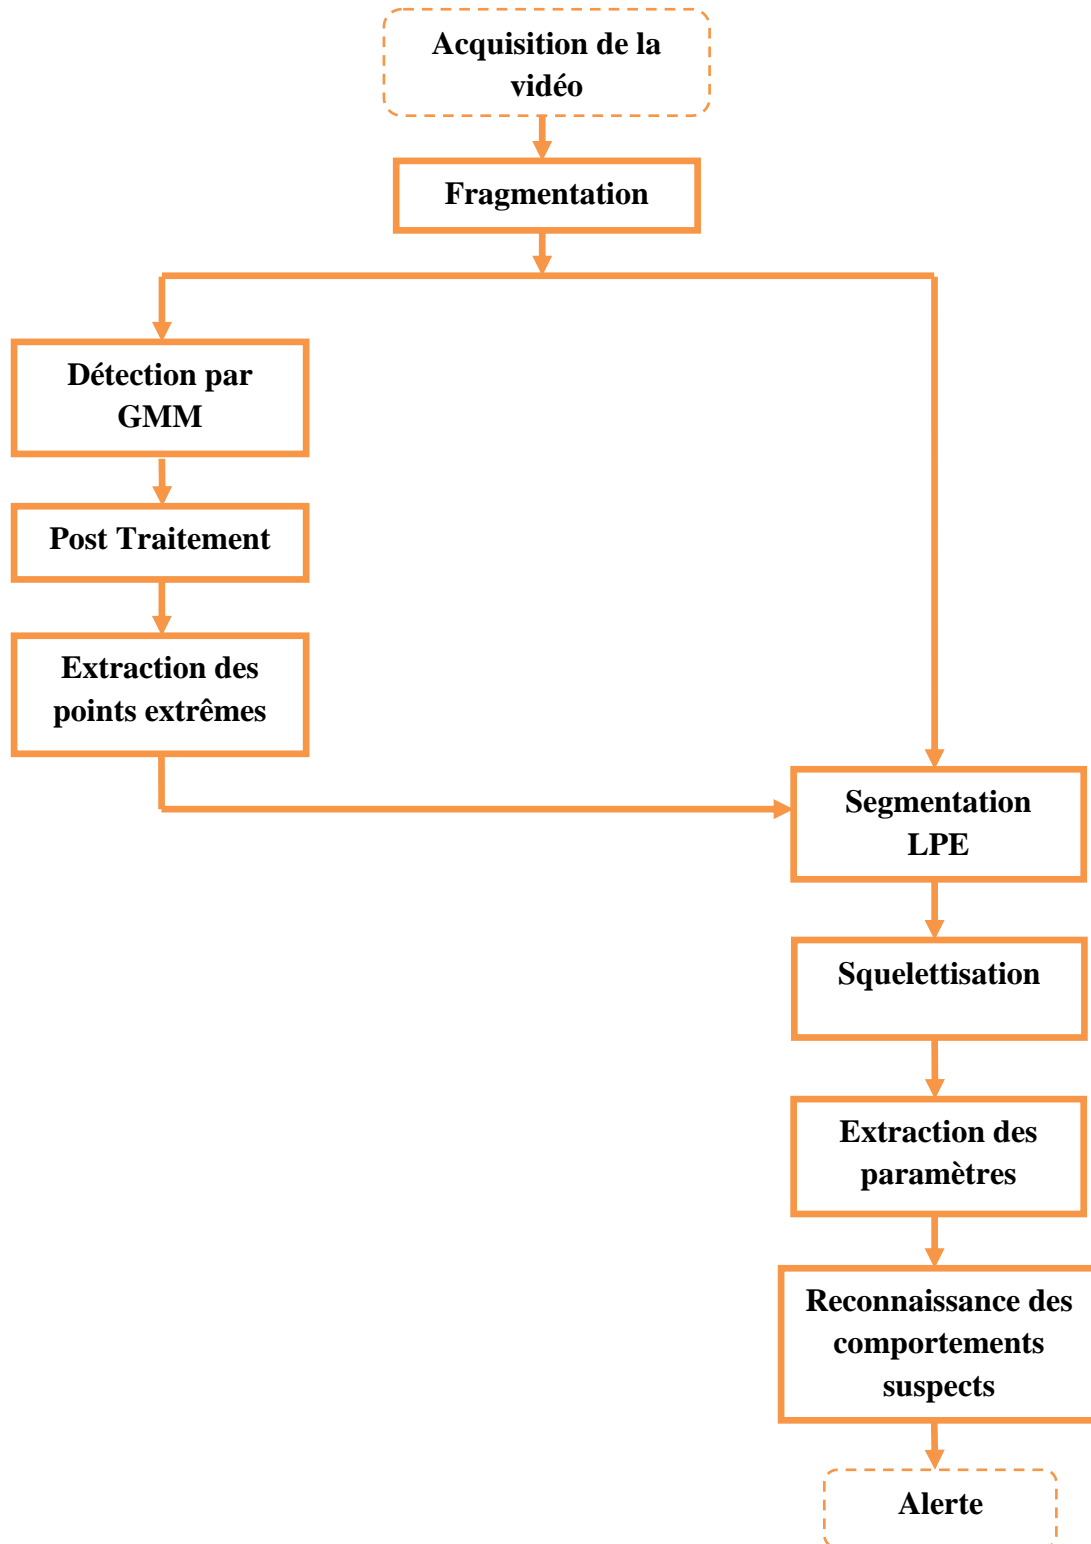 Acquisition de la
vidéo
Fragmentation
Détection par
GMM
Post Traitement
Extraction des
points extrêmes
Segmentation
LPE
Squelettisation
Extraction des
paramètres
Reconnaissance des
comportements
suspects
Alerte